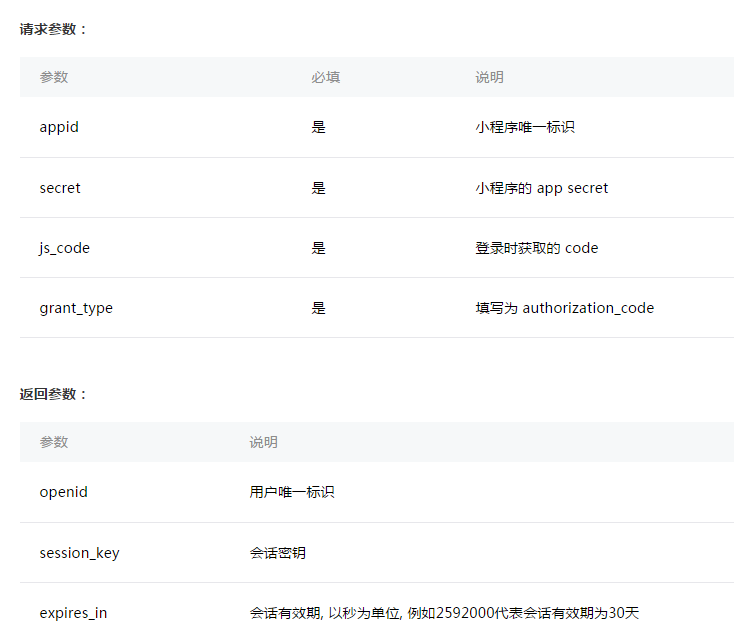 请求参数：
参数 必填 说明
appid 是 小程序唯一标识
secret 是 小程序的 app secret
js_code 是 登录时获取的 code
grant_type 是 填写为 authorization_code
返回参数：
参数 说明
openid 用户唯一标识
session_key 会话密钥
expires_in 会话有效期, 以秒为单位, 例如2592000代表会话有效期为30天